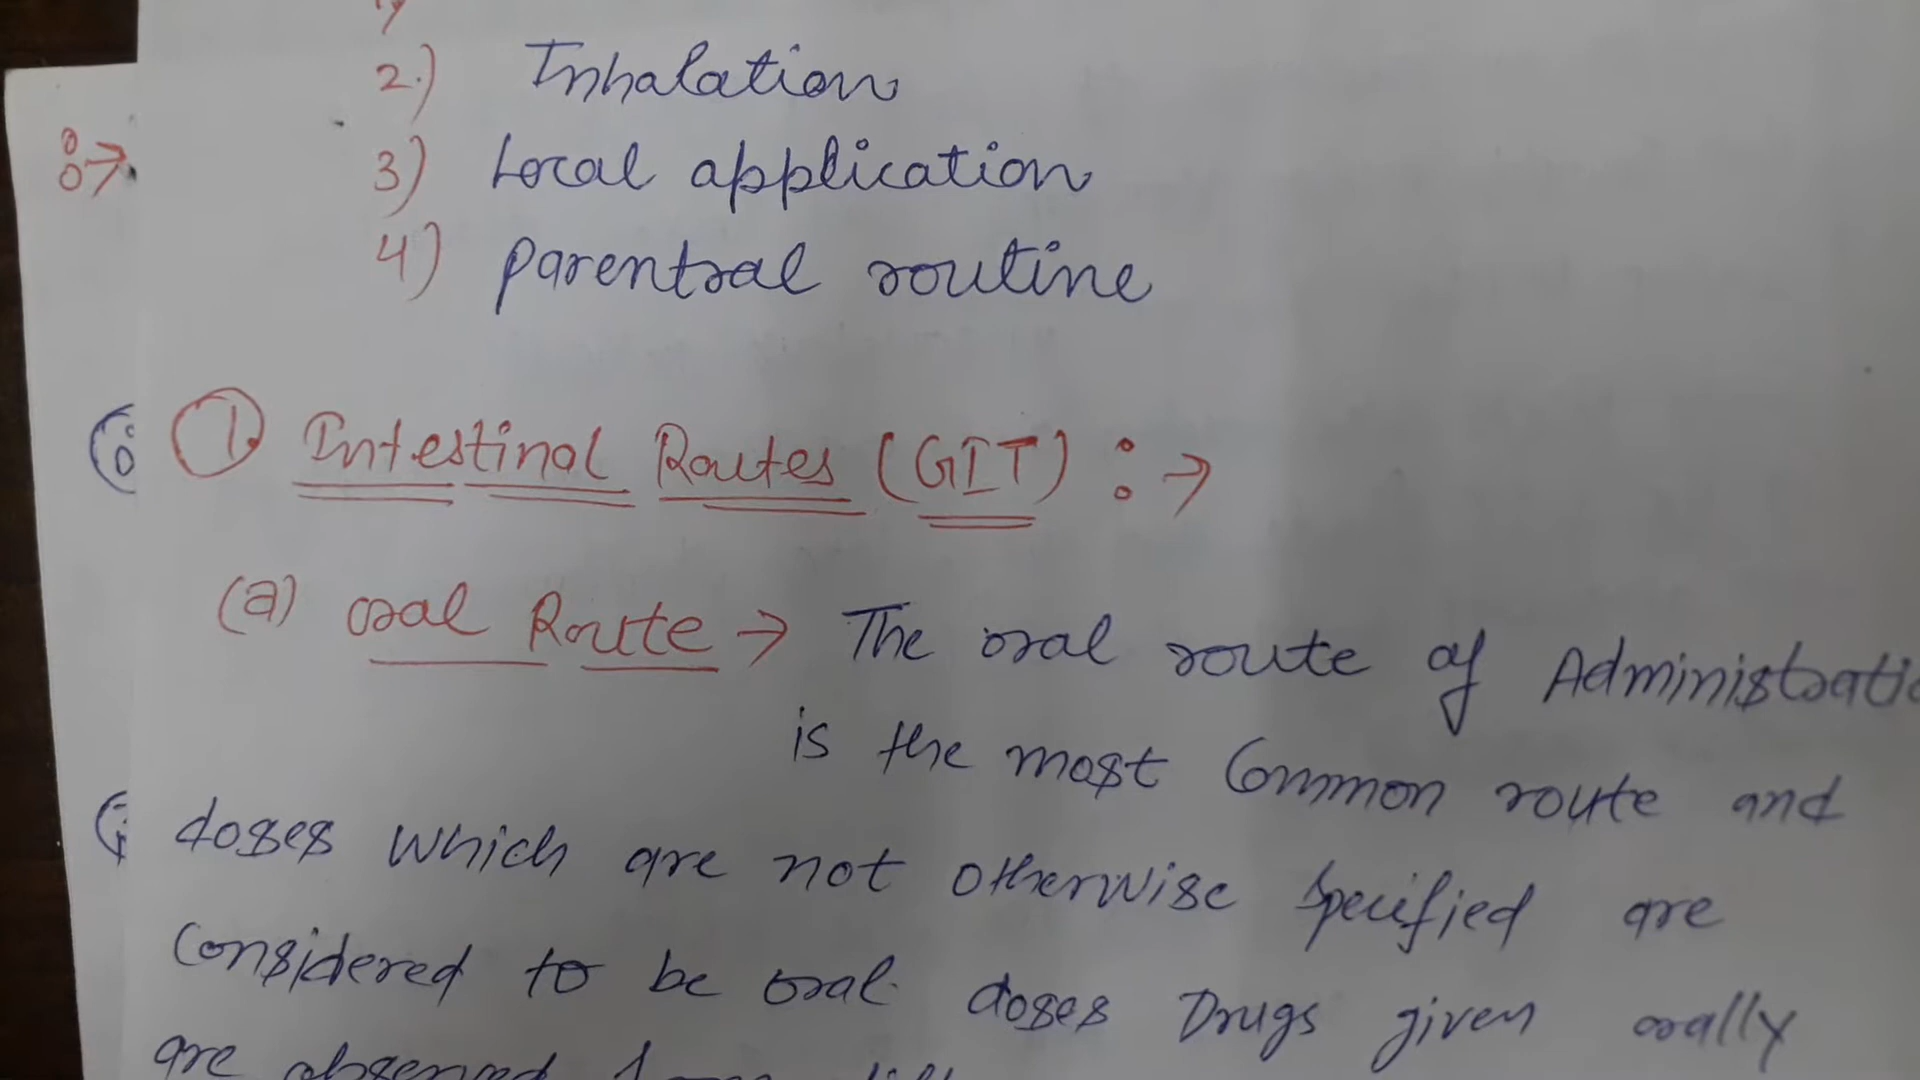 2.) Inhalation
3) Local application
4) Parentral routine
1. Intestinal Routes (GIT) :→
(a) oral Route → The oral route of Administratio
is the most Common route and
doses which are not otherwise specified are
Considered to be oral doses Drugs given orally
are